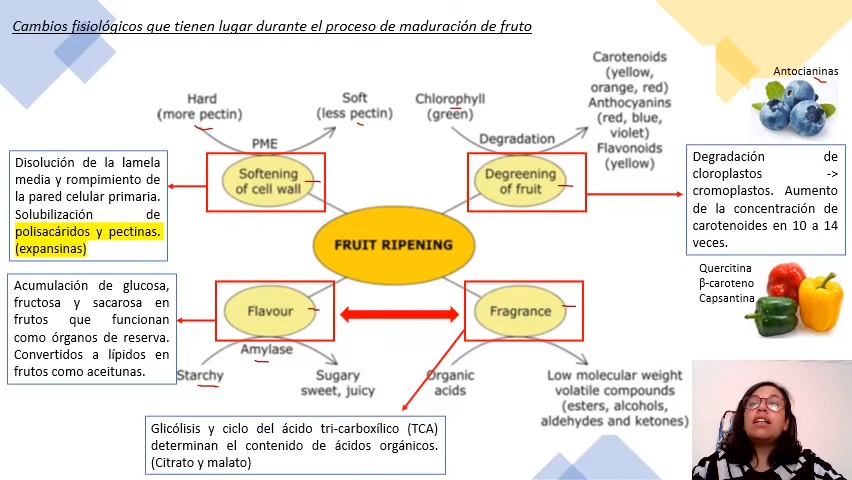 Cambios fisiológicos que tienen lugar durante el proceso de maduración de fruto
Hard
(more pectin)
Soft
(less pectin)
PME
Softening
of cell wall
Chlorophyll
(green)
Degradation
Carotenoids
(yellow,
orange, red)
Anthocyanins
(red, blue,
violet)
Flavonoids
(yellow)
Degreening
of fruit
Antocianinas
Disolución de la lamela
media y rompimiento de
la pared celular primaria.
Solubilización de
polisacáridos y pectinas.
(expansinas)
Degradación de
cloroplastos ->
cromoplastos. Aumento
de la concentración de
carotenoides en 10 a 14
veces.
FRUIT RIPENING
Quercitina
β-caroteno
Capsantina
Acumulación de glucosa,
fructosa y sacarosa en
frutos que funcionan
como órganos de reserva.
Convertidos a lípidos en
frutos como aceitunas.
Flavour
Amylase
Starchy
Sugary
sweet, juicy
Fragrance
Organic
acids
Low molecular weight
volatile compounds
(esters, alcohols,
aldehydes and ketones)
Glicólisis y ciclo del ácido tri-carboxílico (TCA)
determinan el contenido de ácidos orgánicos.
(Citrato y malato)